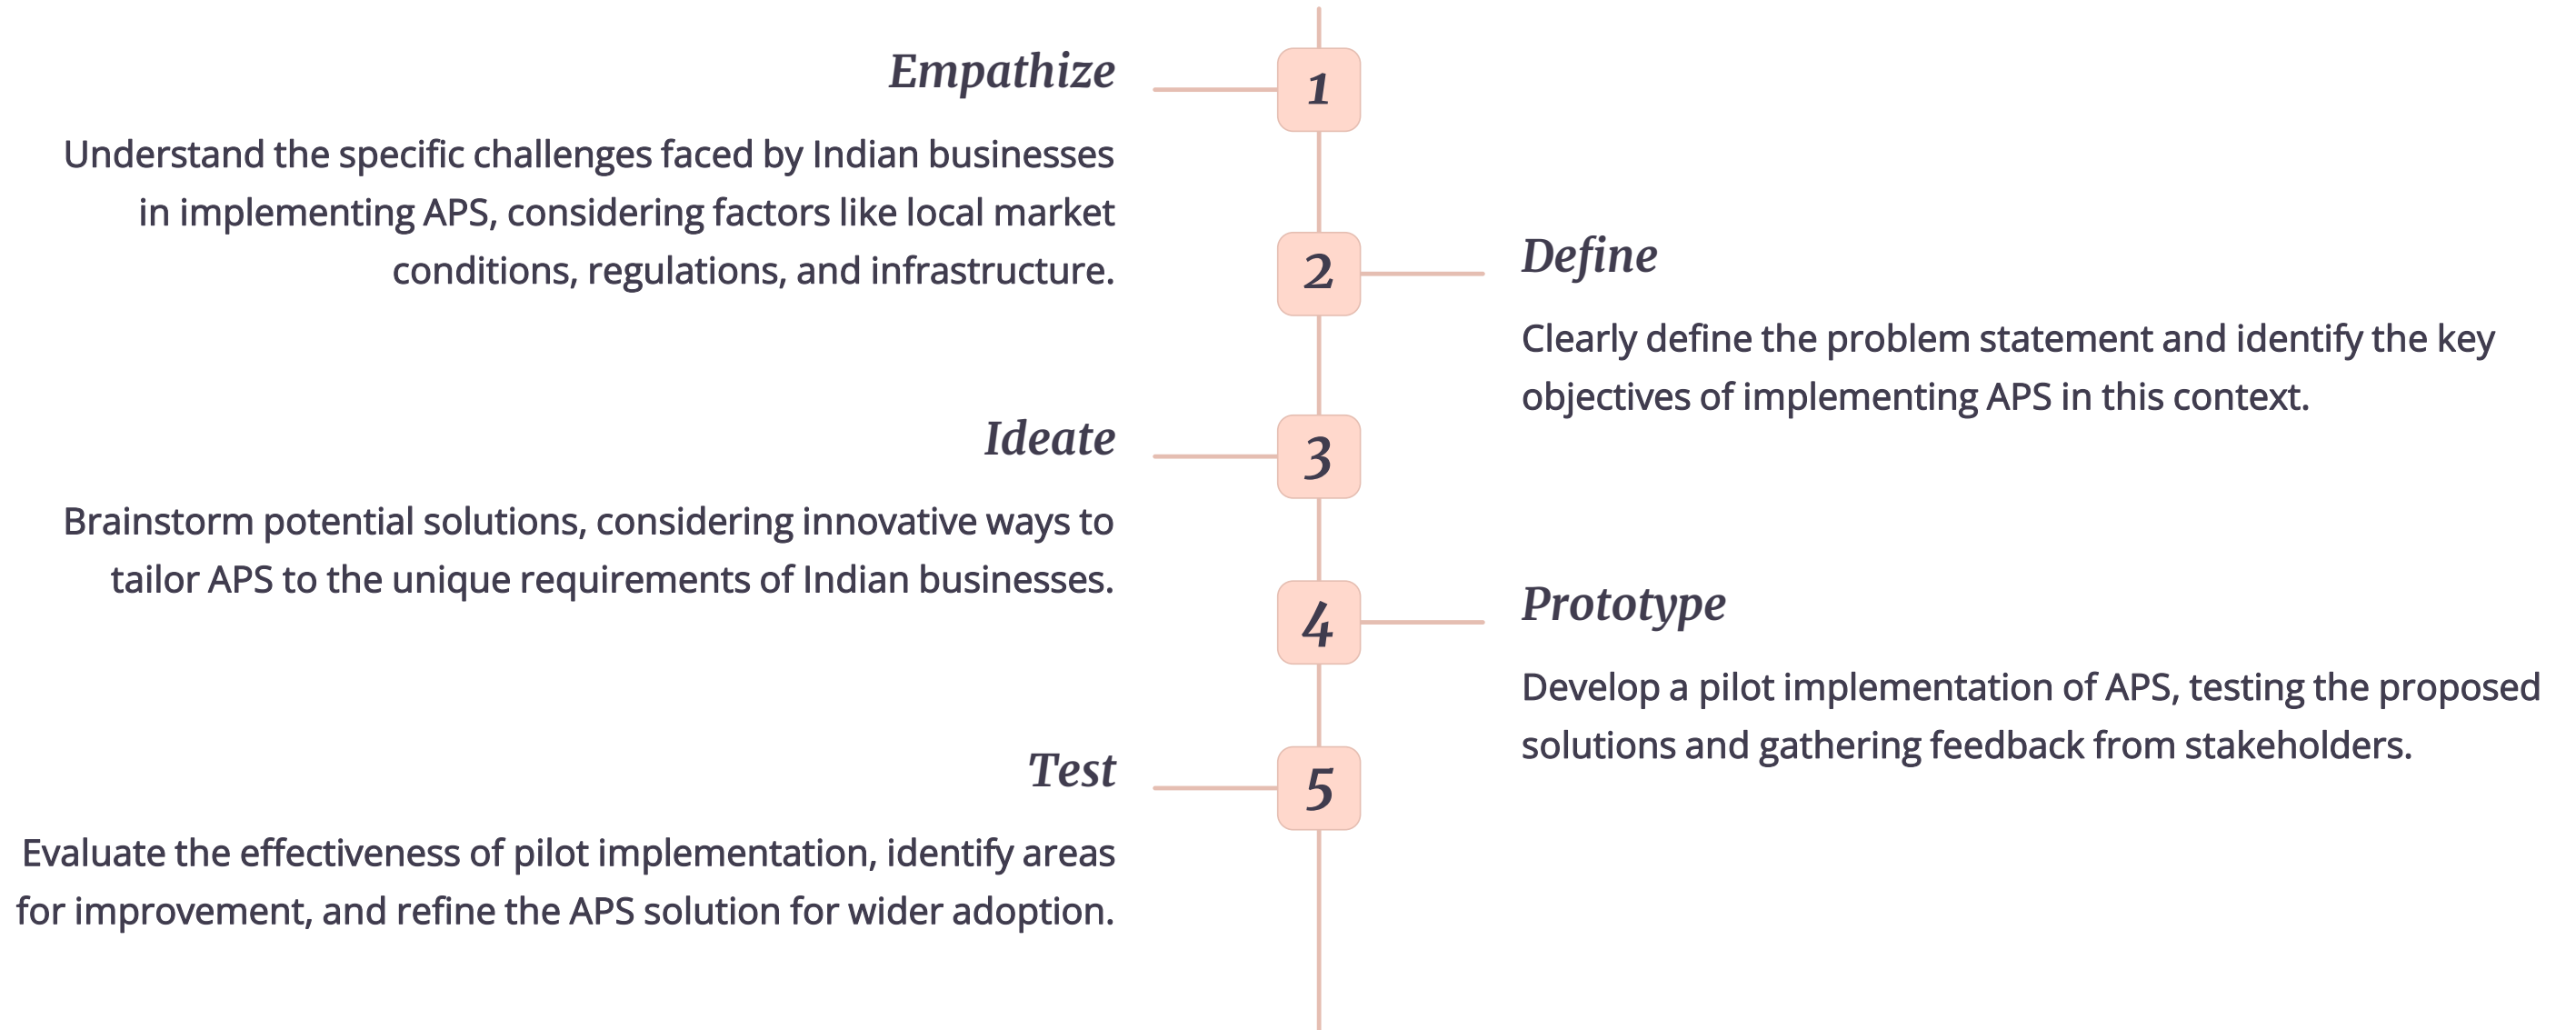 1
Empathize
Understand the specific challenges faced by Indian businesses
in implementing APS, considering factors like local market
conditions, regulations, and infrastructure.
2
Define
Clearly define the problem statement and identify the key
objectives of implementing APS in this context.
3
Ideate
Brainstorm potential solutions, considering innovative ways to
tailor APS to the unique requirements of Indian businesses.
4
Prototype
Develop a pilot implementation of APS, testing the proposed
solutions and gathering feedback from stakeholders.
5
Test
Evaluate the effectiveness of pilot implementation, identify areas
for improvement, and refine the APS solution for wider adoption.